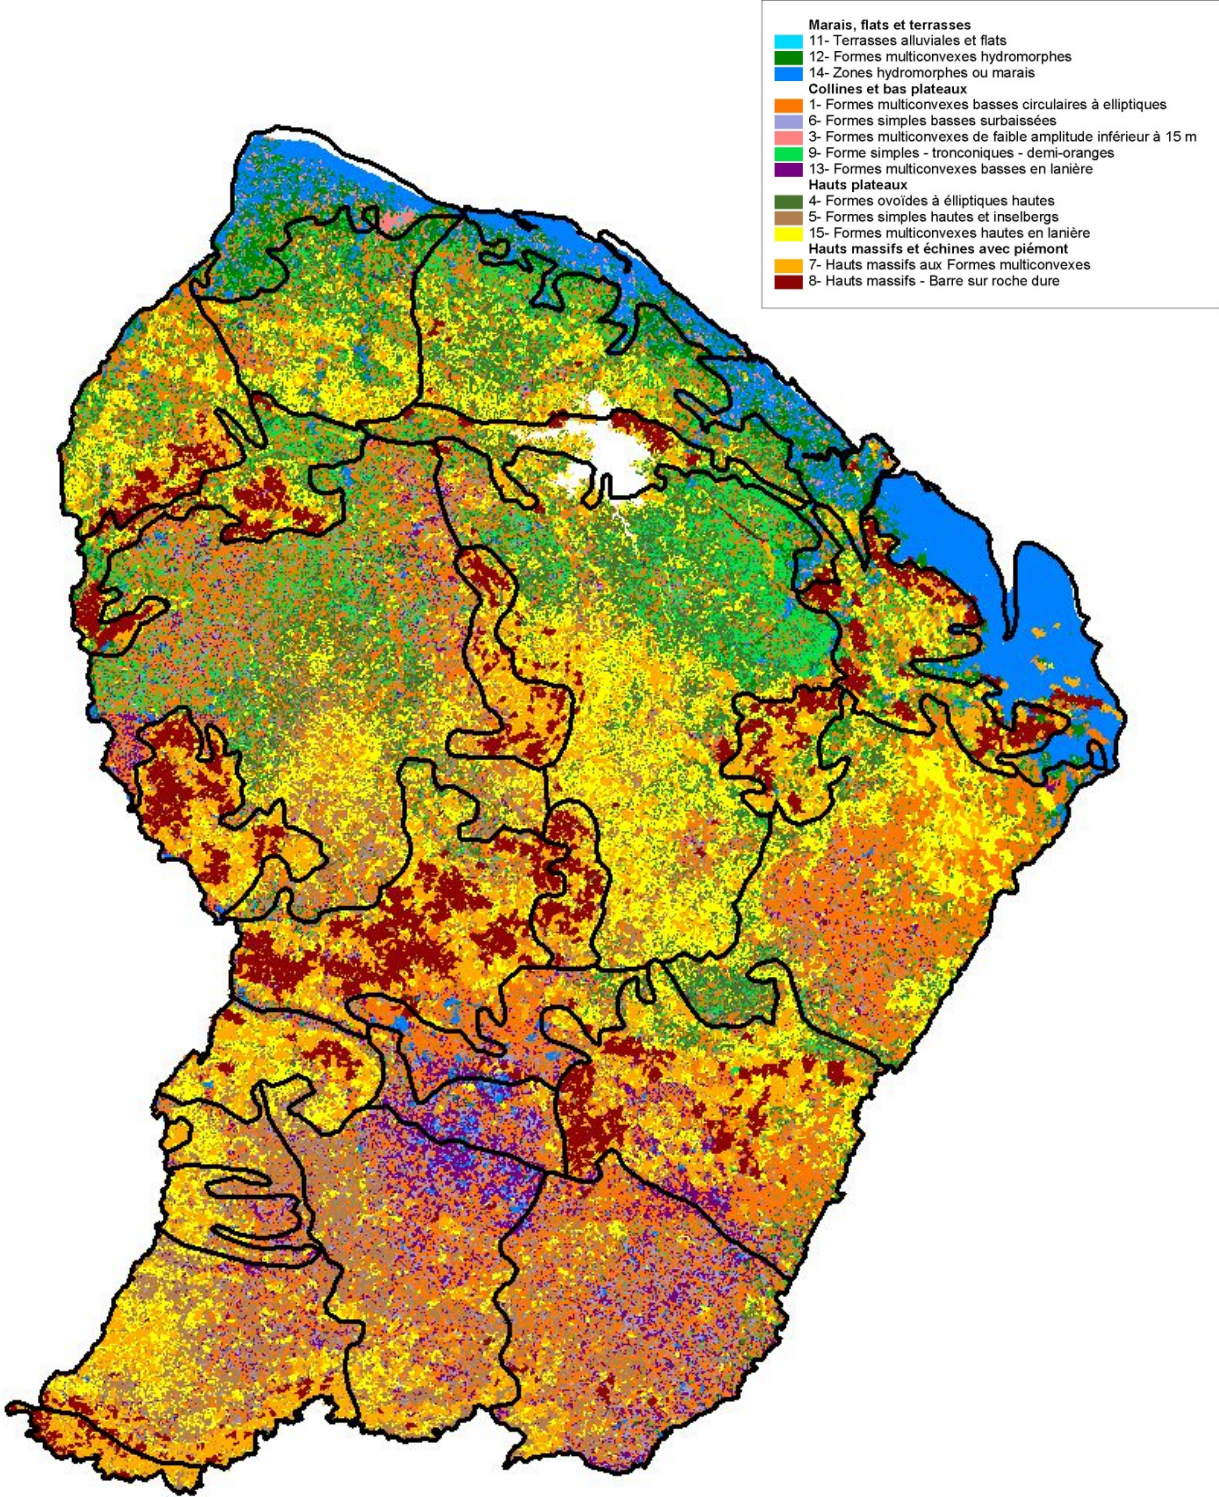 Marais, flats et terrasses
11- Terrasses alluviales et flats
12- Formes multiconvexes hydromorphes
14- Zones hydromorphes ou marais
Collines et bas plateaux
1- Formes multiconvexes basses circulaires à elliptiques
6- Formes simples basses surbaissées
3- Formes multiconvexes de faible amplitude inférieur à 15 m
9- Forme simples - tronconiques - demi-oranges
13- Formes multiconvexes basses en lanière
Hauts plateaux
4- Formes ovoïdes à élliptiques hautes
5- Formes simples hautes et inselbergs
15- Formes multiconvexes hautes en lanière
Hauts massifs et échines avec piémont
7- Hauts massifs aux Formes multiconvexes
8- Hauts massifs - Barre sur roche dure